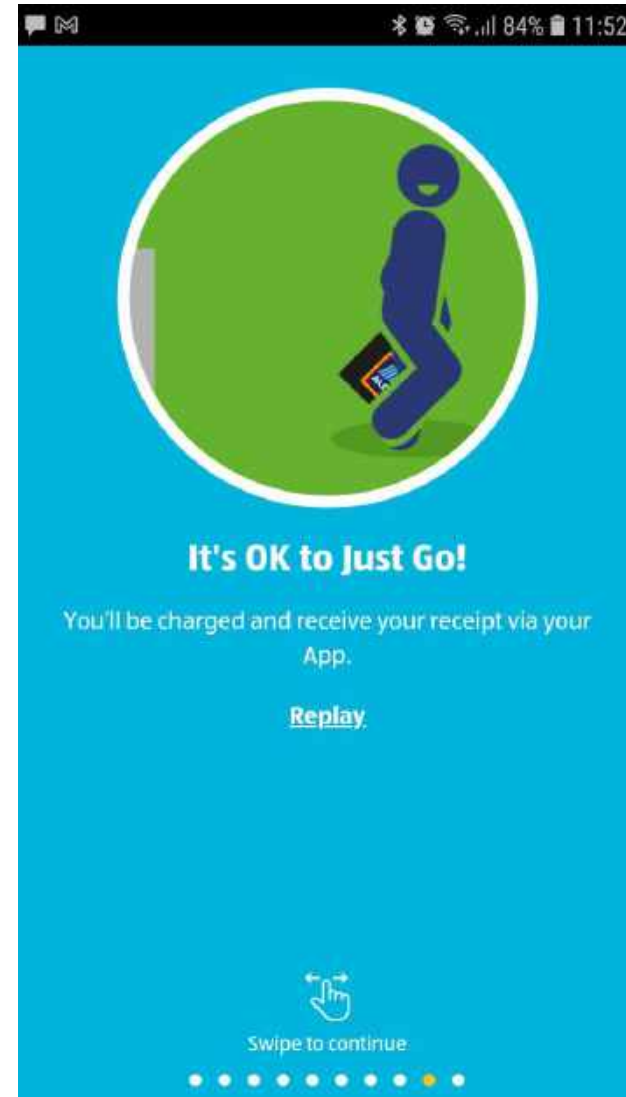 84% 11:52
It's OK to Just Go!
You'll be charged and receive your receipt via your
App.
Replay
Swipe to continue